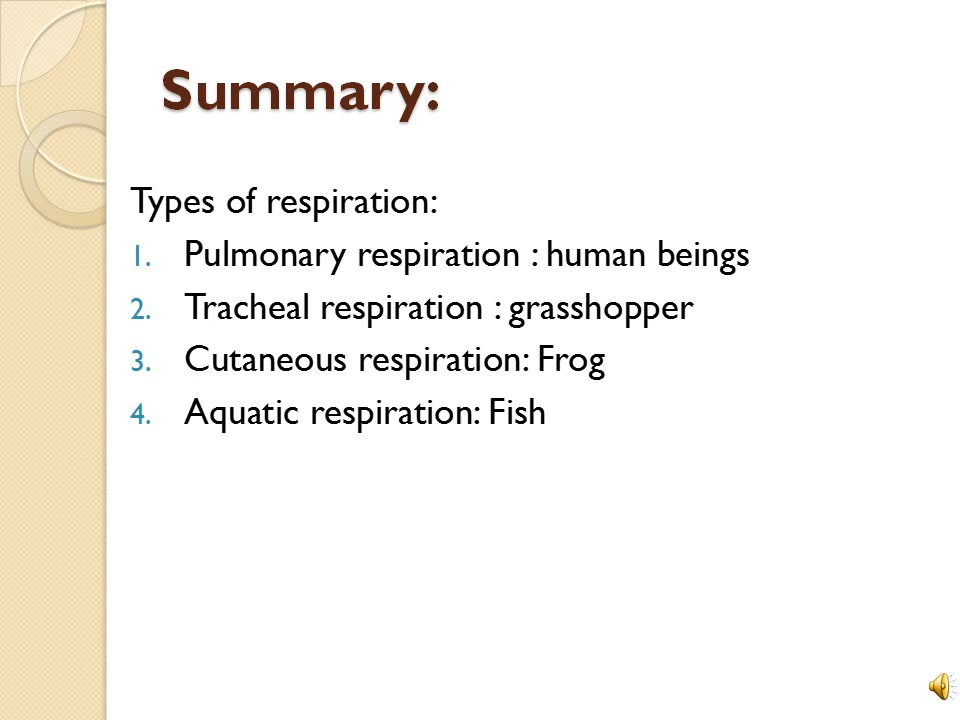 Summary:
Types of respiration:
1. Pulmonary respiration : human beings
2. Tracheal respiration : grasshopper
3. Cutaneous respiration: Frog
4. Aquatic respiration: Fish